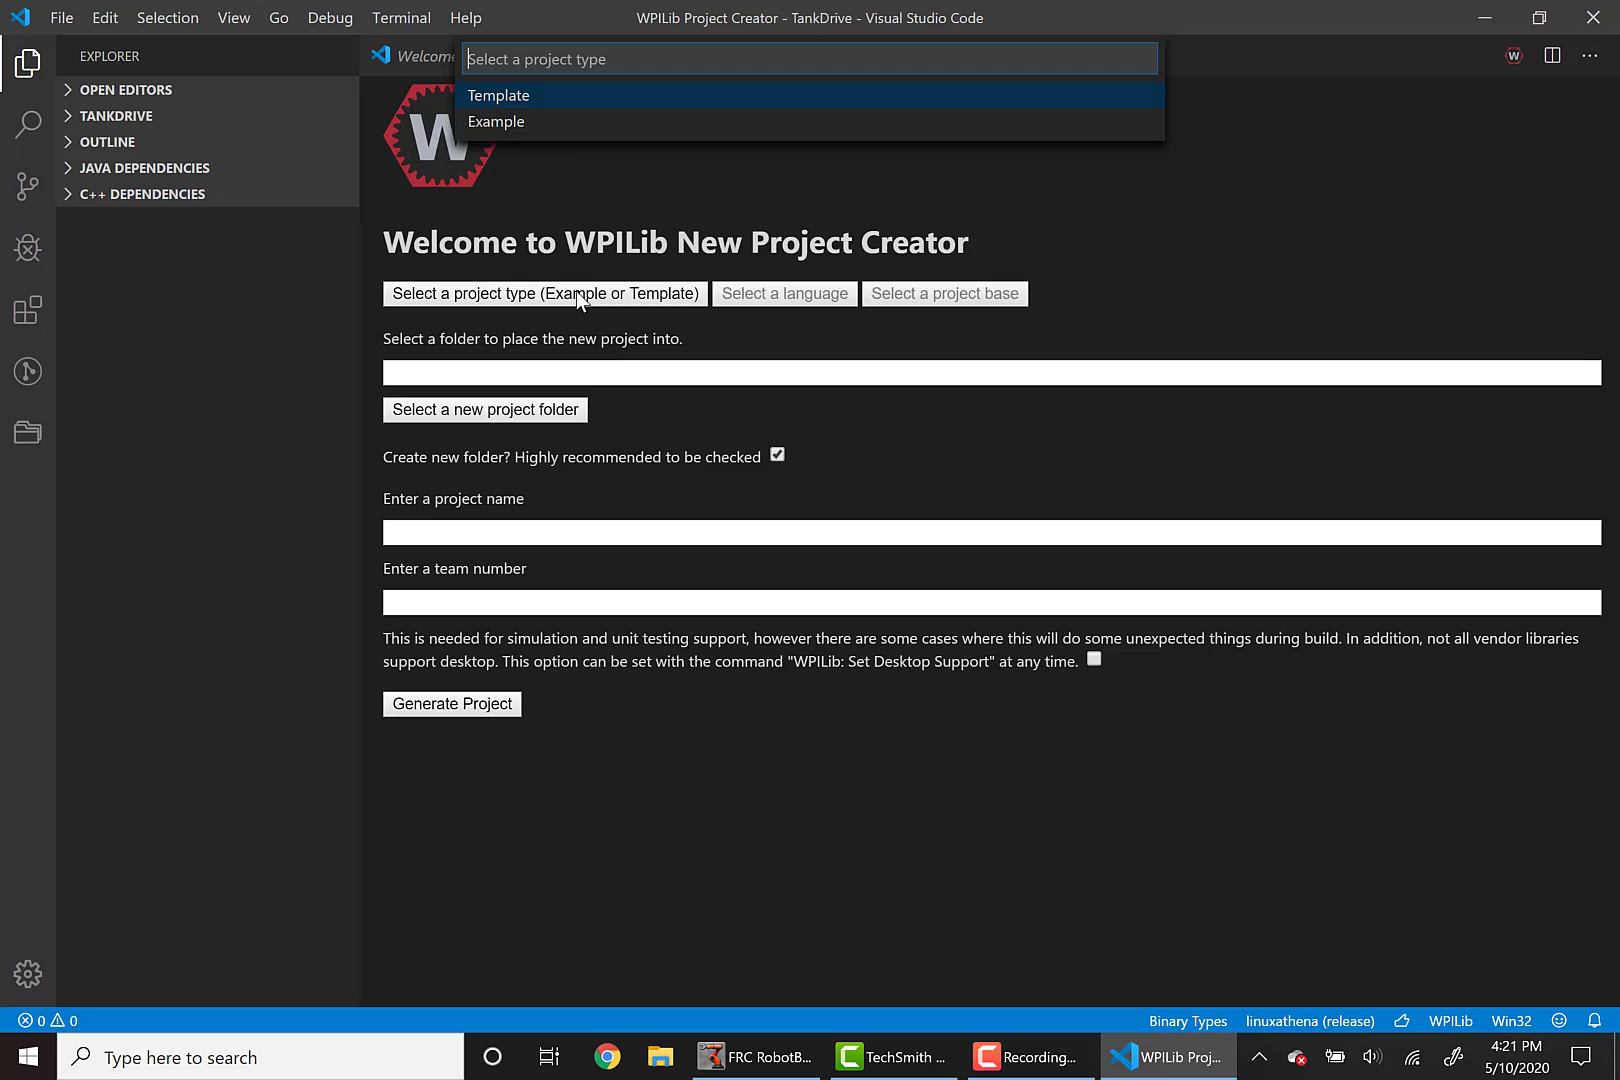 File Edit Selection View Go Debug Terminal Help
WPILib Project Creator - TankDrive - Visual Studio Code
EXPLORER
Welcome
Select a project type
Template
Example
OPEN EDITORS
TANKDRIVE
OUTLINE
JAVA DEPENDENCIES
C++ DEPENDENCIES
W
W
Welcome to WPILib New Project Creator
Select a project type (Example or Template) Select a language Select a project base
Select a folder to place the new project into.
Select a new project folder
Create new folder? Highly recommended to be checked
Enter a project name
Enter a team number
This is needed for simulation and unit testing support, however there are some cases where this will do some unexpected things during build. In addition, not all vendor libraries
support desktop. This option can be set with the command "WPILib: Set Desktop Support" at any time.
Generate Project
0 0
Binary Types linuxathena (release) WPILib Win32
Type here to search
FRC RobotB...
TechSmith ...
Recording...
WPILib Proj...
4:21 PM
5/10/2020